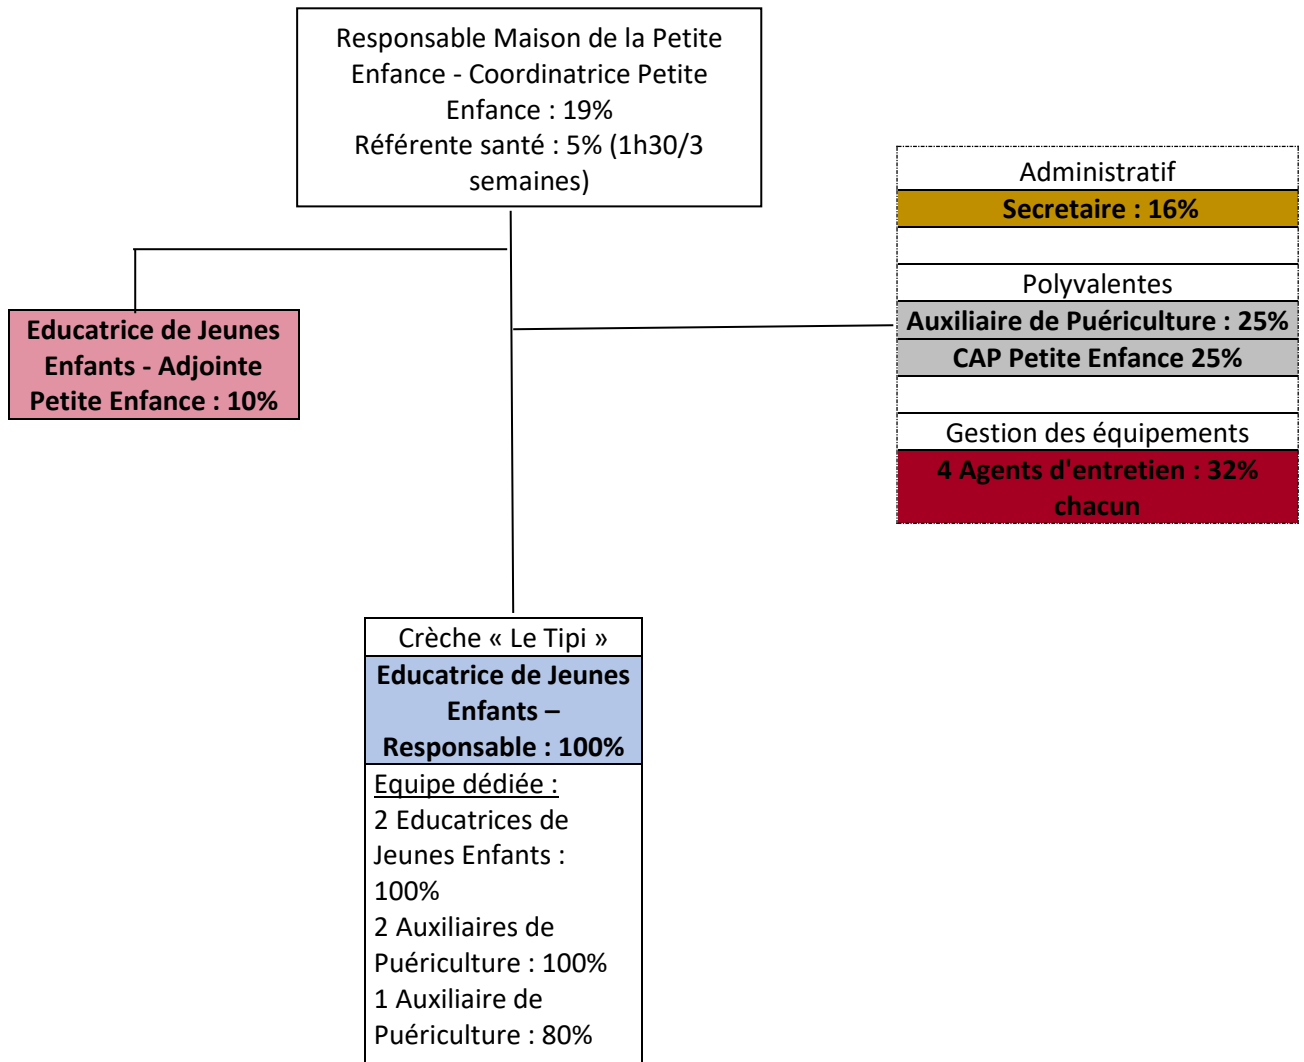 Responsable Maison de la Petite
Enfance - Coordinatrice Petite
Enfance : 19%
Référente santé : 5% (1h30/3
semaines)
Administratif
Secretaire : 16%
Polyvalentes
Auxiliaire de Puériculture : 25%
CAP Petite Enfance 25%
Gestion des équipements
4 Agents d'entretien : 32%
chacun
Educatrice de Jeunes
Enfants - Adjointe
Petite Enfance : 10%
Crèche « Le Tipi »
Educatrice de Jeunes
Enfants –
Responsable : 100%
Equipe dédiée :
2 Educatrices de
Jeunes Enfants :
100%
2 Auxiliaires de
Puériculture : 100%
1 Auxiliaire de
Puériculture : 80%